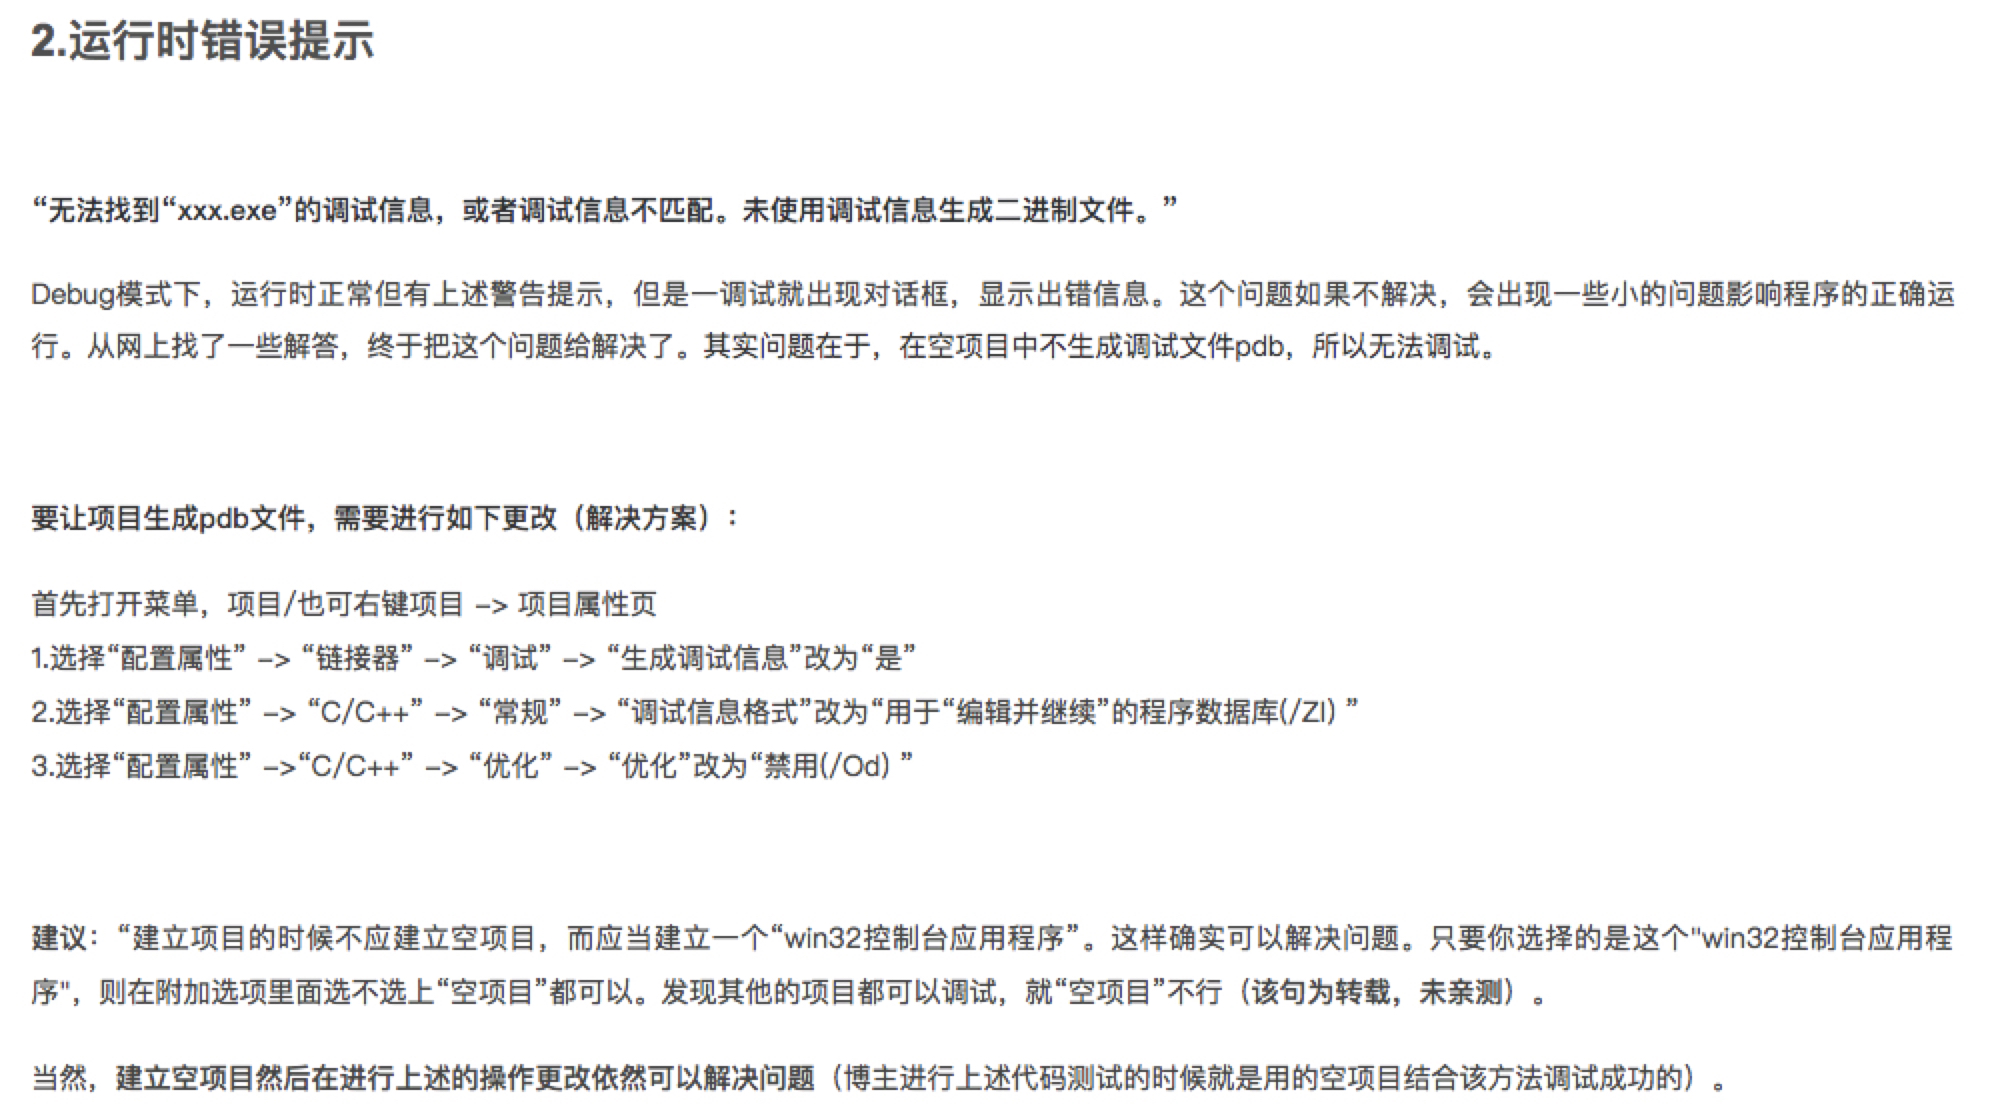 2.运行时错误提示
“无法找到“xxx.exe”的调试信息，或者调试信息不匹配。未使用调试信息生成二进制文件。”
Debug模式下，运行时正常但有上述警告提示，但是一调试就出现对话框，显示出错信息。这个问题如果不解决，会出现一些小的问题影响程序的正确运
行。从网上找了一些解答，终于把这个问题给解决了。其实问题在于，在空项目中不生成调试文件pdb，所以无法调试。
要让项目生成pdb文件，需要进行如下更改（解决方案）：
首先打开菜单，项目/也可右键项目 –> 项目属性页
1.选择“配置属性” –> “链接器” –> “调试” –> “生成调试信息”改为“是”
2.选择“配置属性” –> “C/C++” –> “常规” –> “调试信息格式”改为“用于“编辑并继续”的程序数据库(/ZI）”
3.选择“配置属性” –>“C/C++” –> “优化” –> “优化”改为“禁用(/Od）”
建议：“建立项目的时候不应建立空项目，而应当建立一个“win32控制台应用程序”。这样确实可以解决问题。只要你选择的是这个"win32控制台应用程
序"，则在附加选项里面选不选上“空项目”都可以。发现其他的项目都可以调试，就“空项目”不行（该句为转载，未亲测）。
当然，建立空项目然后在进行上述的操作更改依然可以解决问题（博主进行上述代码测试的时候就是用的空项目结合该方法调试成功的）。